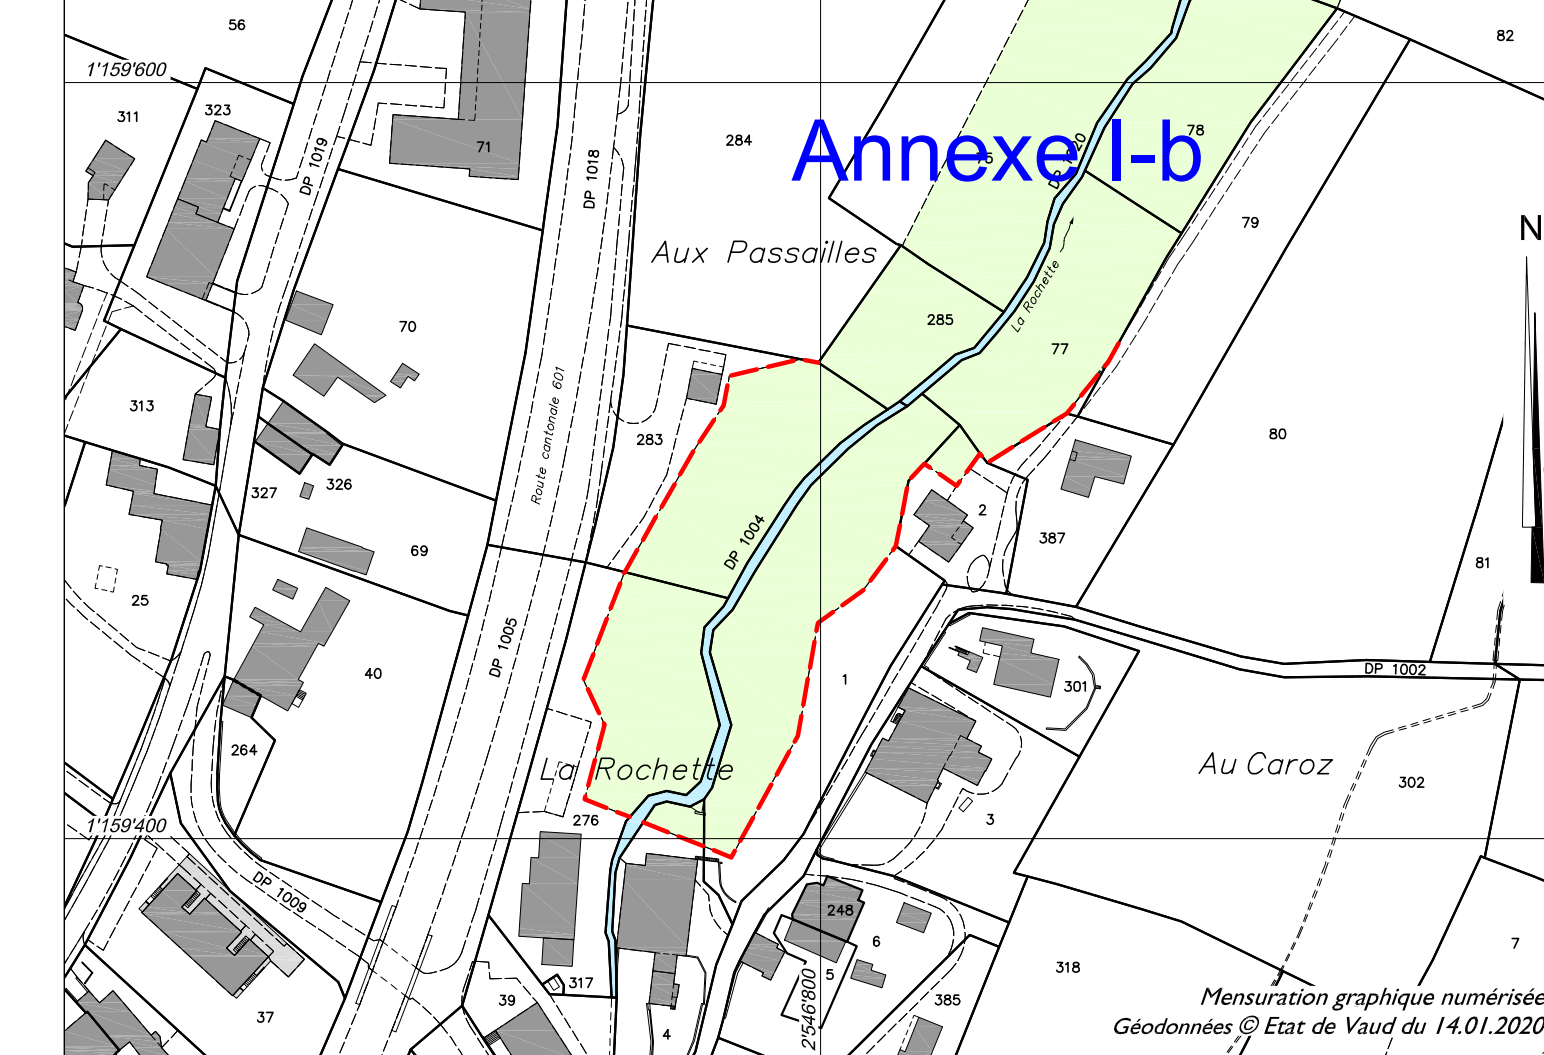 56
82
1'159'600
311
323
71
284
78
75
Annexe I-b
DP 1019
DP 1018
DP 1020
79
N
Aux Passailles
La Rochette
285
70
77
Route cantonale 601
313
283
80
327
326
2
387
69
DP 1004
81
25
DP 1005
40
1
301
DP 1002
264
La Rochette
Au Caroz
302
276
1'159'400
3
DP 1009
248
6
7
5
318
317
39
385
37
4
2'546'800
Mensuration graphique numérisée
Géodonnées © Etat de Vaud du 14.01.2020